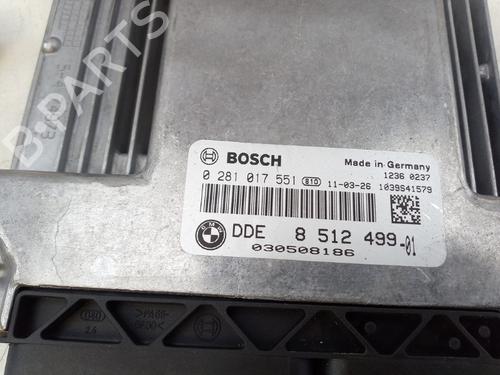 BOSCH
Made in Germany
1236 0237
0 281 017 551 11-03-26 1039S41579
BMW
DDE 8 512 499-01
030508186
B-PARTS